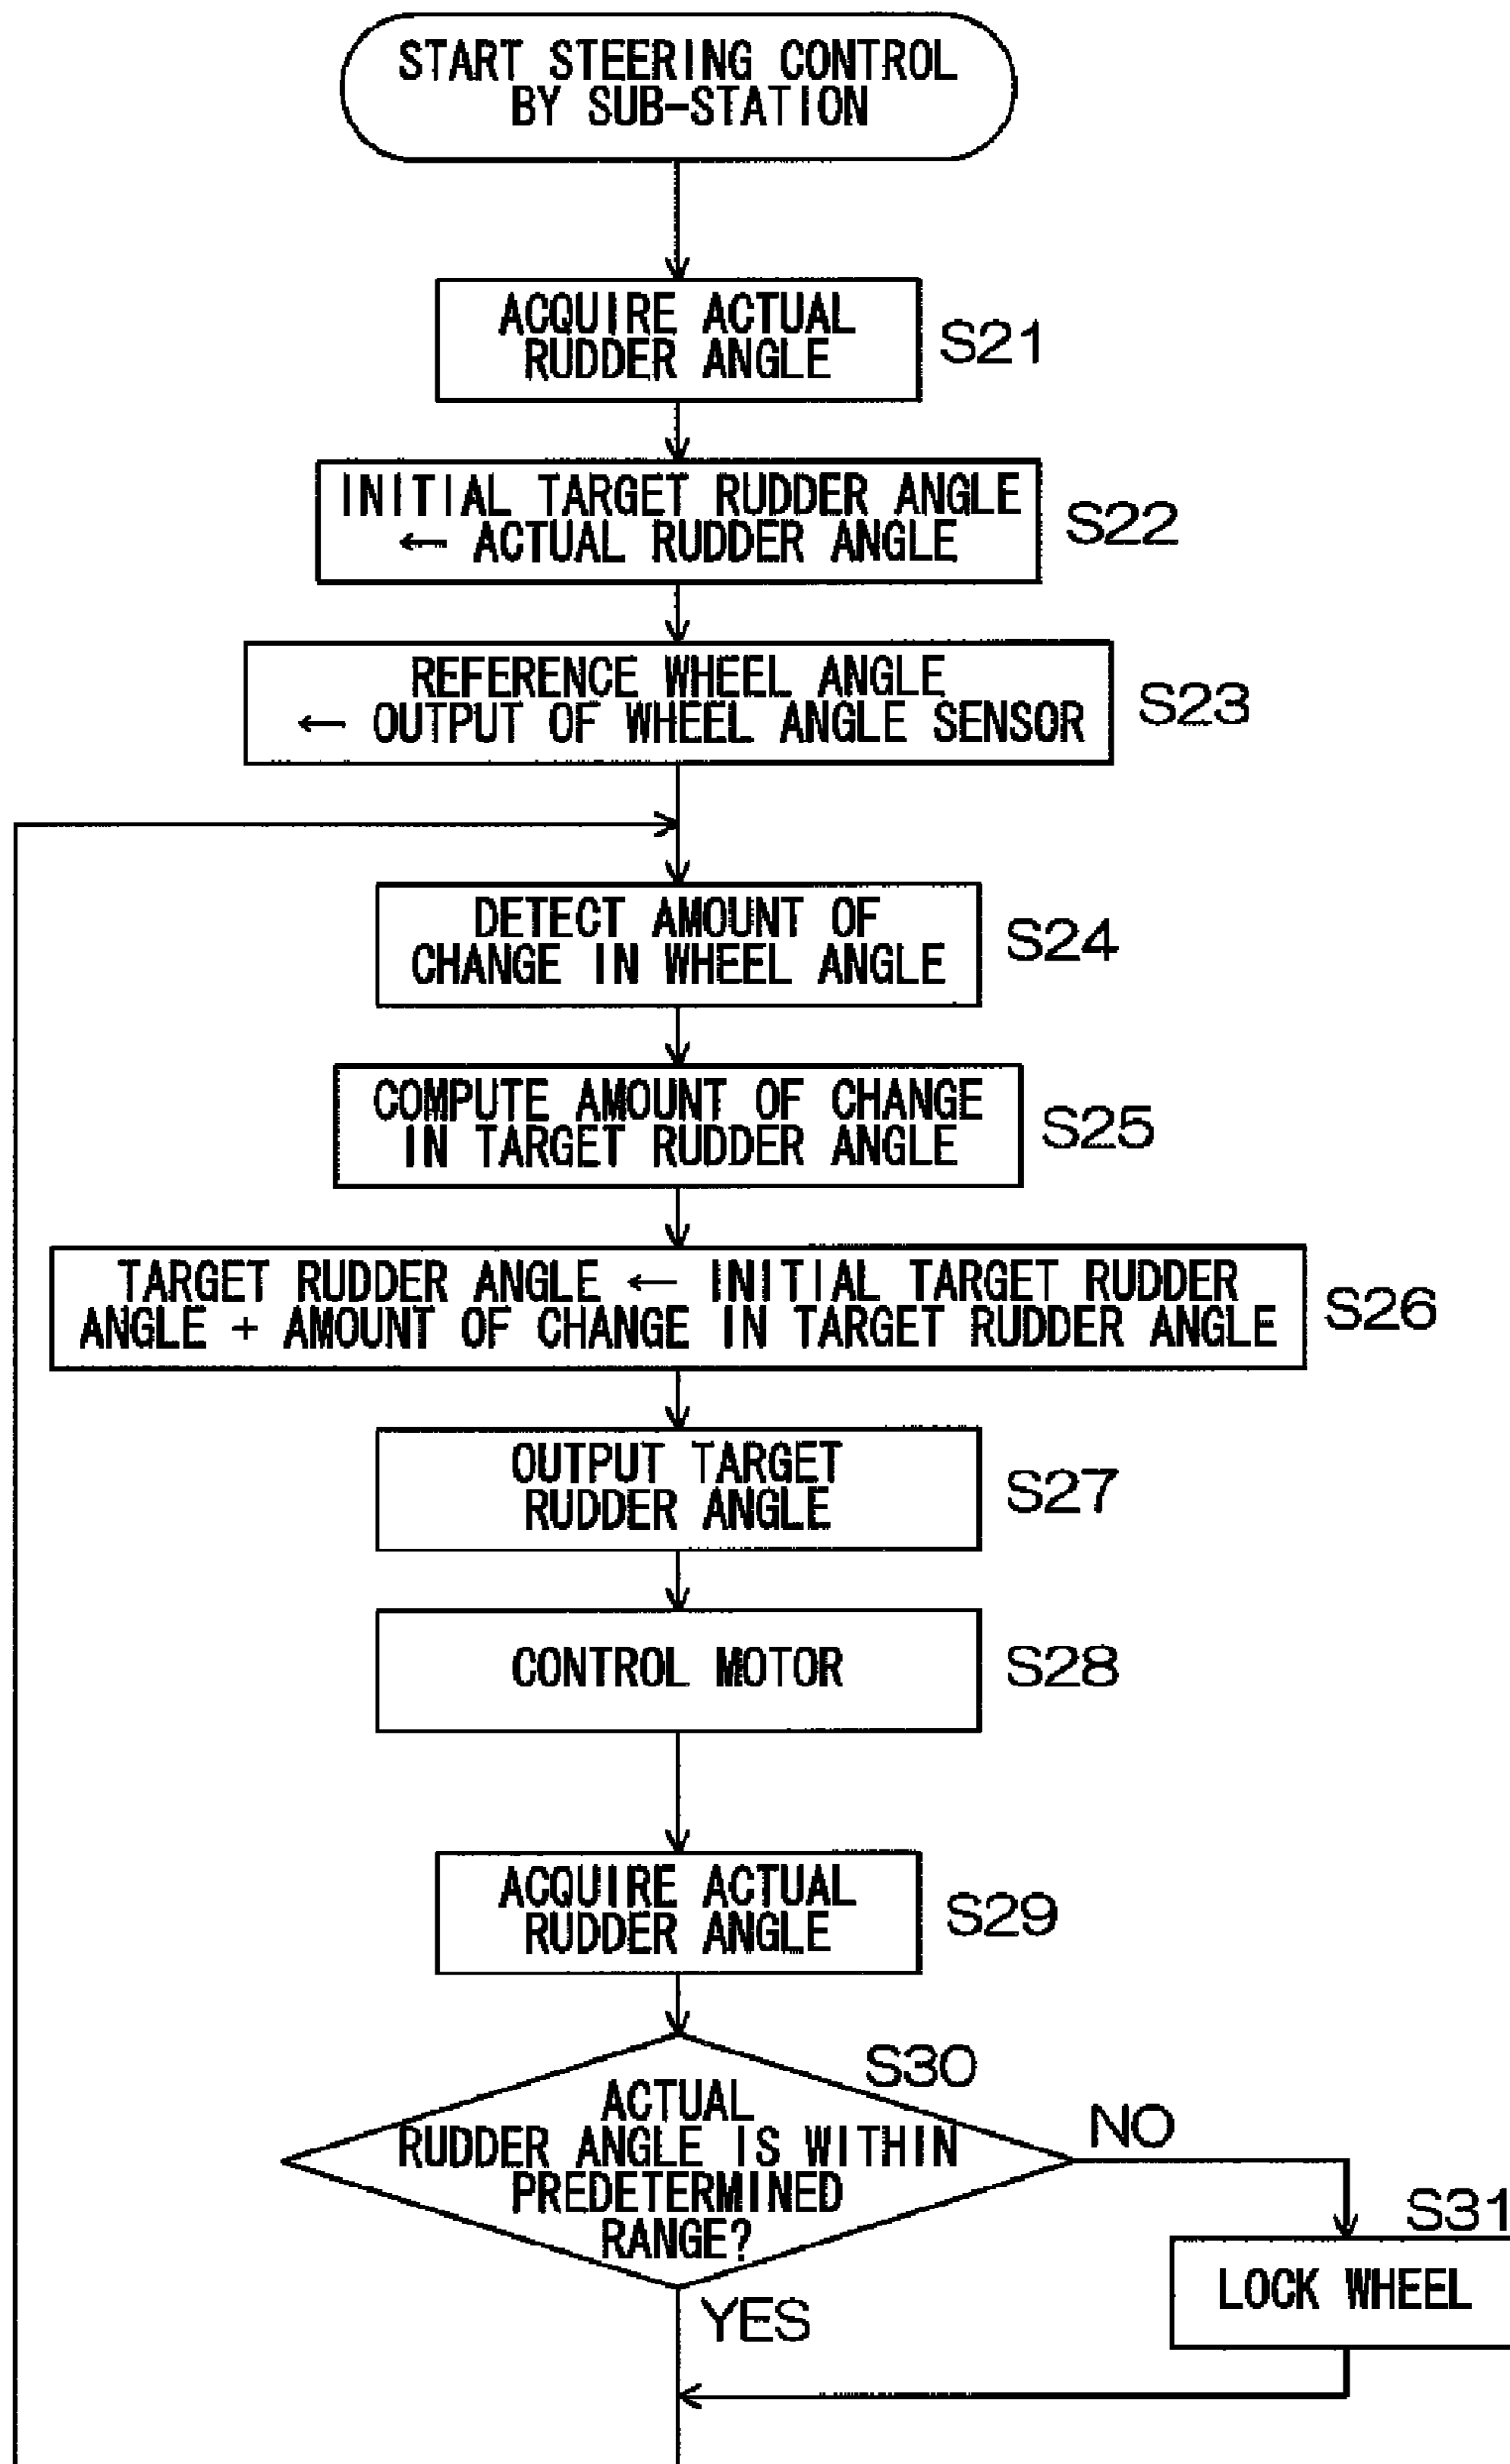 START STEERING CONTROL
BY SUB-STATION
ACQUIRE ACTUAL
RUDDER ANGLE
S21
INITIAL TARGET RUDDER ANGLE
← ACTUAL RUDDER ANGLE
S22
REFERENCE WHEEL ANGLE
← OUTPUT OF WHEEL ANGLE SENSOR
S23
DETECT AMOUNT OF
CHANGE IN WHEEL ANGLE
S24
COMPUTE AMOUNT OF CHANGE
IN TARGET RUDDER ANGLE
S25
TARGET RUDDER ANGLE ← INITIAL TARGET RUDDER
ANGLE + AMOUNT OF CHANGE IN TARGET RUDDER ANGLE
S26
OUTPUT TARGET
RUDDER ANGLE
S27
CONTROL MOTOR
S28
ACQUIRE ACTUAL
RUDDER ANGLE
S29
S30
ACTUAL
RUDDER ANGLE IS WITHIN
PREDETERMINED
RANGE?
NO
S31
LOCK WHEEL
YES